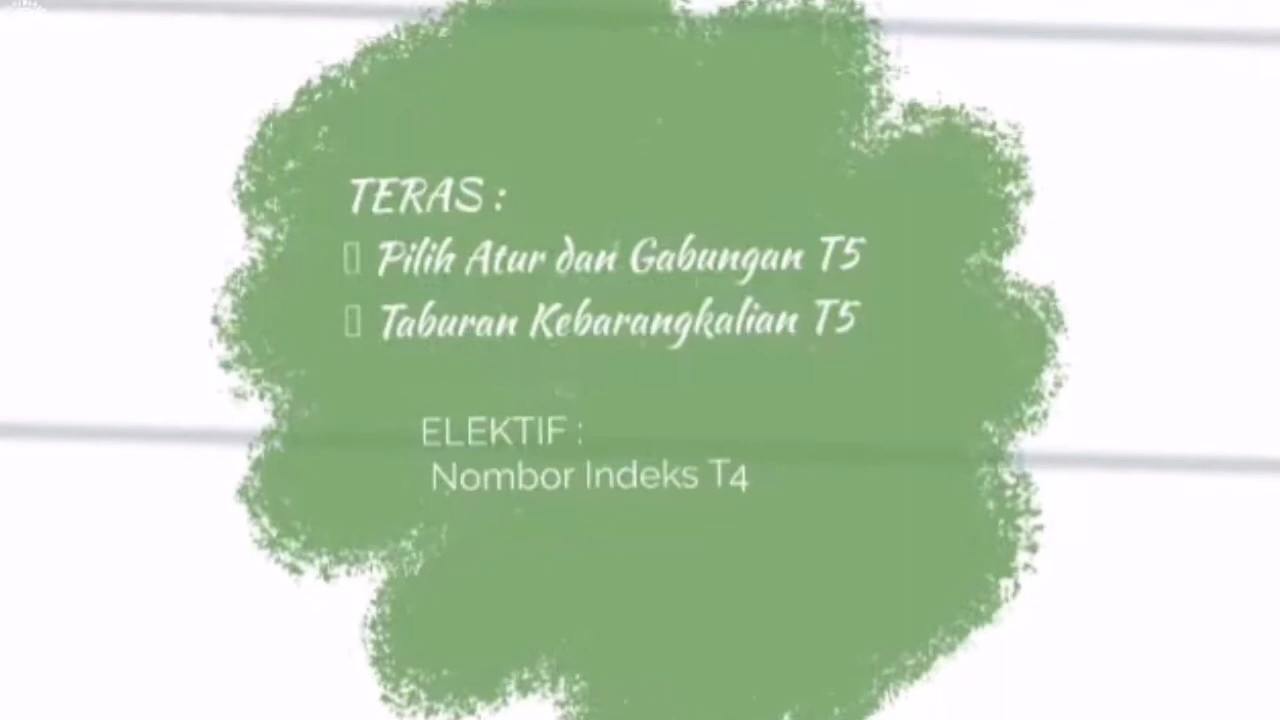 TERAS :
Pilih Atur dan Gabungan T5
Taburan Kebarangkalian T5
ELEKTIF :
Nombor Indeks T4